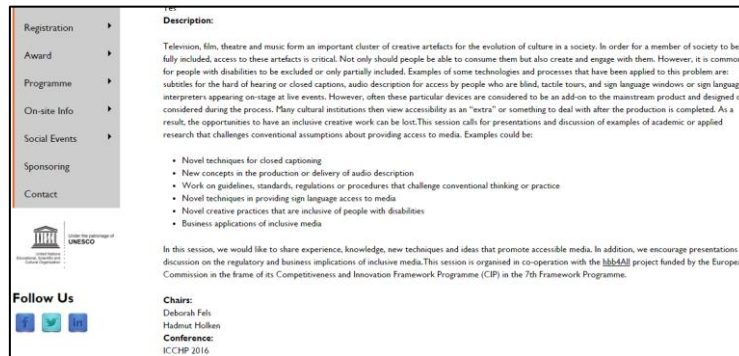 Registration
Award
Programme
On-site Info
Social Events
Sponsoring
Contact
Under the patronage of
UNESCO
United Nations
Educational, Scientific and
Cultural Organization
Follow Us
Yes
Description:
Television, film, theatre and music form an important cluster of creative artefacts for the evolution of culture in a society. In order for a member of society to be
fully included, access to these artefacts is critical. Not only should people be able to consume them but also create and engage with them. However, it is common
for people with disabilities to be excluded or only partially included. Examples of some technologies and processes that have been applied to this problem are:
subtitles for the hard of hearing or closed captions, audio description for access by people who are blind, tactile tours, and sign language windows or sign language
interpreters appearing on-stage at live events. However, often these particular devices are considered to be an add-on to the mainstream product and designed o
considered during the process. Many cultural institutions then view accessibility as an "extra" or something to deal with after the production is completed. As a
result, the opportunities to have an inclusive creative work can be lost.This session calls for presentations and discussion of examples of academic or applied
research that challenges conventional assumptions about providing access to media. Examples could be:
• Novel techniques for closed captioning
• New concepts in the production or delivery of audio description
• Work on guidelines, standards, regulations or procedures that challenge conventional thinking or practice
• Novel techniques in providing sign language access to media
• Novel creative practices that are inclusive of people with disabilities
• Business applications of inclusive media
In this session, we would like to share experience, knowledge, new techniques and ideas that promote accessible media. In addition, we encourage presentations
discussion on the regulatory and business implications of inclusive media.This session is organised in co-operation with the hbb4All project funded by the Europea
Commission in the frame of its Competitiveness and Innovation Framework Programme (CIP) in the 7th Framework Programme.
Chairs:
Deborah Fels
Hadmut Holken
Conference:
ICCHP 2016